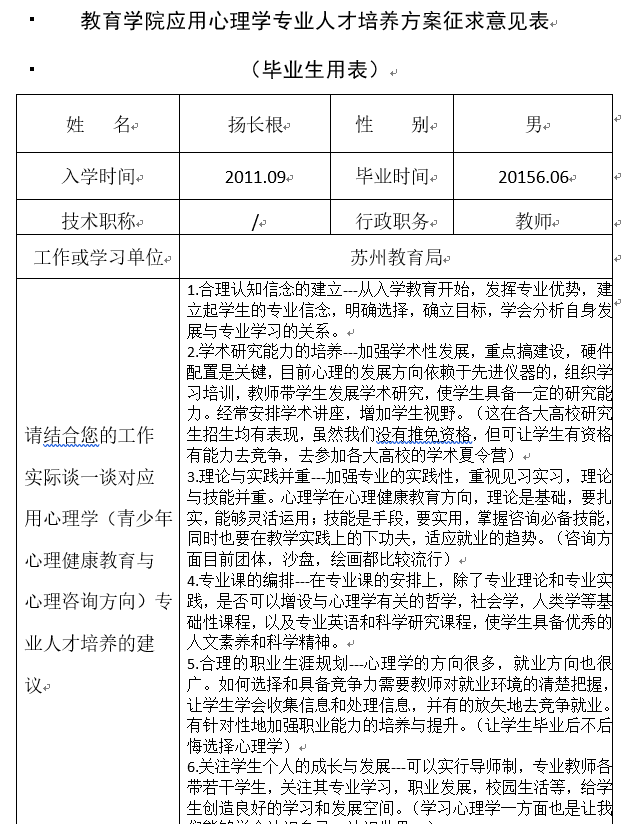 教育学院应用心理学专业人才培养方案征求意见表
（毕业生用表）
姓 名 扬长根 性 别 男
入学时间 2011.09 毕业时间 20156.06
技术职称 / 行政职务 教师
工作或学习单位 苏州教育局
请结合您的工作
实际谈一谈对应
用心理学（青少年
心理健康教育与
心理咨询方向）专
业人才培养的建
议
1.合理认知信念的建立---从入学教育开始，发挥专业优势，建
立起学生的专业信念，明确选择，确立目标，学会分析自身发
展与专业学习的关系。
2.学术研究能力的培养---加强学术性发展，重点搞建设，硬件
配置是关键，目前心理的发展方向依赖于先进仪器的，组织学
习培训，教师带学生发展学术研究，使学生具备一定的研究能
力。经常安排学术讲座，增加学生视野。（这在各大高校研究
生招生均有表现，虽然我们没有推免资格，但可让学生有资格
有能力去竞争，去参加各大高校的学术夏令营）
3.理论与实践并重---加强专业的实践性，重视见习实习，理论
与技能并重。心理学在心理健康教育方向，理论是基础，要扎
实，能够灵活运用；技能是手段，要实用，掌握咨询必备技能，
同时也要在教学实践上的下功夫，适应就业的趋势。（咨询方
面目前团体，沙盘，绘画都比较流行）
4.专业课的编排---在专业课的安排上，除了专业理论和专业实
践，是否可以增设与心理学有关的哲学，社会学，人类学等基
础性课程，以及专业英语和科学研究课程，使学生具备优秀的
人文素养和科学精神。
5.合理的职业生涯规划---心理学的方向很多，就业方向也很
广。如何选择和具备竞争力需要教师对就业环境的清楚把握，
让学生学会收集信息和处理信息，并有的放矢地去竞争就业。
有针对性地加强职业能力的培养与提升。（让学生毕业后不后
悔选择心理学）
6.关注学生个人的成长与发展---可以实行导师制，专业教师各
带若干学生，关注其专业学习，职业发展，校园生活等，给学
生创造良好的学习和发展空间。（学习心理学一方面也是让我